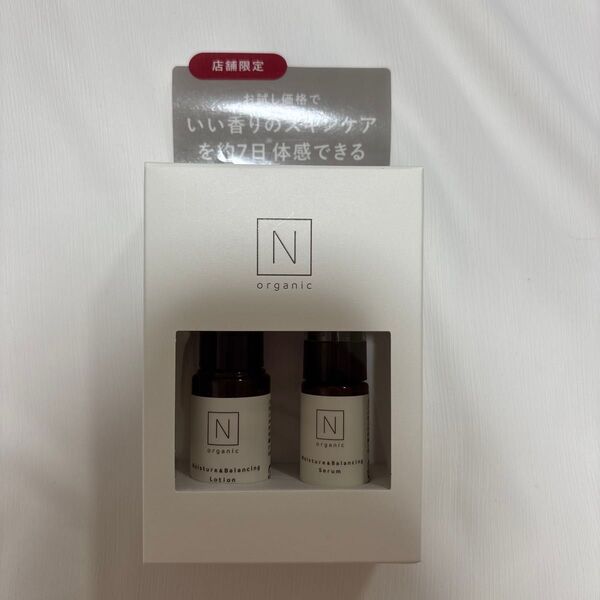 店舗限定
お試し価格で
いい香りのスキンケア
を約7日体感できる
N
organic
N
organic
Moisture&Balancing
Lotion
N
organic
Moisture&Balancing
Serum